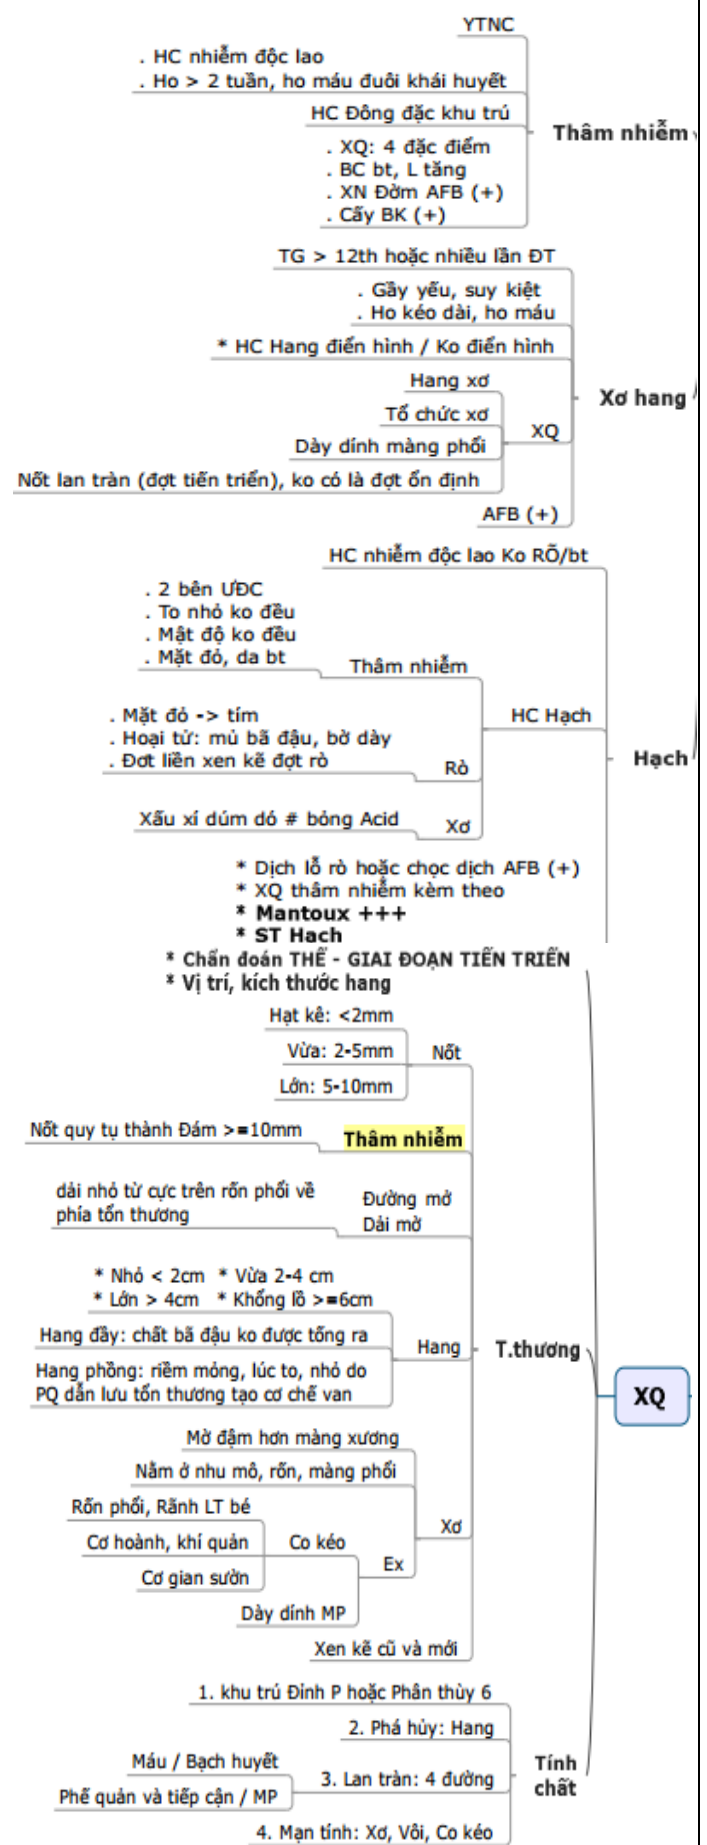 YTNC
. HC nhiễm độc lao
. Ho > 2 tuần, ho máu đuôi khái huyết
HC Đông đặc khu trú
. XQ: 4 đặc điểm
. BC bt, L tăng
. XN Đờm AFB (+)
. Cấy BK (+)
Thâm nhiễm
TG > 12th hoặc nhiều lần ĐT
. Gầy yếu, suy kiệt
. Ho kéo dài, ho máu
* HC Hang điển hình / Ko điển hình
Hang xơ
Tổ chức xơ
Dày dính màng phổi
Nốt lan tràn (đợt tiến triển), ko có là đợt ổn định
XQ
AFB (+)
Xơ hang
HC nhiễm độc lao Ko RÕ/bt
. 2 bên ƯĐC
. To nhỏ ko đều
. Mật độ ko đều
. Mặt đỏ, da bt
Thâm nhiễm
. Mặt đỏ -> tím
. Hoại tử: mủ bã đậu, bờ dày
. Đơt liền xen kẽ đợt rò
Rò
Xấu xí dúm dó # bỏng Acid
Xơ
HC Hạch
* Dịch lỗ rò hoặc chọc dịch AFB (+)
* XQ thâm nhiễm kèm theo
* Mantoux +++
* ST Hach
Hạch
* Chẩn đoán THỂ - GIAI ĐOẠN TIẾN TRIỂN
* Vị trí, kích thước hang
Hạt kê: <2mm
Vừa: 2-5mm
Lớn: 5-10mm
Nốt
Nốt quy tụ thành Đám >=10mm
Thâm nhiễm
dải nhỏ từ cực trên rốn phổi về
phía tổn thương
Đường mở
Dải mờ
* Nhỏ < 2cm * Vừa 2-4 cm
* Lớn > 4cm * Khổng lồ >=6cm
Hang đầy: chất bã đậu ko được tống ra
Hang phồng: riềm mỏng, lúc to, nhỏ do
PQ dẫn lưu tổn thương tạo cơ chế van
Hang
Mờ đậm hơn màng xương
Nằm ở nhu mô, rốn, màng phổi
Rốn phổi, Rãnh LT bé
Cơ hoành, khí quản
Cơ gian sườn
Co kéo
Dày dính MP
Ex
Xơ
Xen kẽ cũ và mới
T.thương
XQ
1. khu trú Đỉnh P hoặc Phân thùy 6
2. Phá hủy: Hang
Máu / Bạch huyết
Phế quản và tiếp cận / MP
3. Lan tràn: 4 đường
4. Mạn tính: Xơ, Vôi, Co kéo
Tính
chất